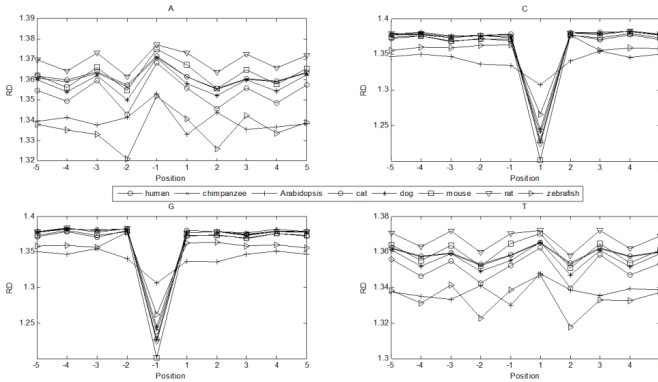 A
1.39
1.38
1.37
RD
1.36
1.35
1.34
1.33
1.32
-5 -4 -3 -2 -1 1 2 3 4 5
Position
C
1.4
1.35
RD
1.3
1.25
-5 -4 -3 -2 -1 1 2 3 4
Position
human chimpanzee Arabidopsis cat dog mouse rat zebrafish
G
1.4
1.35
RD
1.3
1.25
-5 -4 -3 -2 -1 1 2 3 4 5
Position
T
1.38
1.36
RD
1.34
1.32
1.3
-5 -4 -3 -2 -1 1 2 3 4
Position